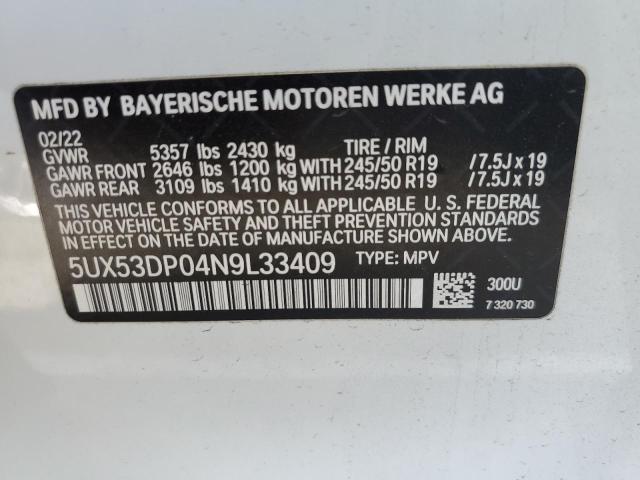 MFD BY BAYERISCHE MOTOREN WERKE AG
02/22
GVWR 5357 lbs 2430 kg TIRE / RIM
GAWR FRONT 2646 lbs 1200 kg WITH 245/50 R19 /7.5J x 19
GAWR REAR 3109 lbs 1410 kg WITH 245/50 R19 /7.5J x 19
THIS VEHICLE CONFORMS TO ALL APPLICABLE U. S. FEDERAL
MOTOR VEHICLE SAFETY AND THEFT PREVENTION STANDARDS
IN EFFECT ON THE DATE OF MANUFACTURE SHOWN ABOVE.
5UX53DP04N9L33409 TYPE: MPV
300U
7 320 730